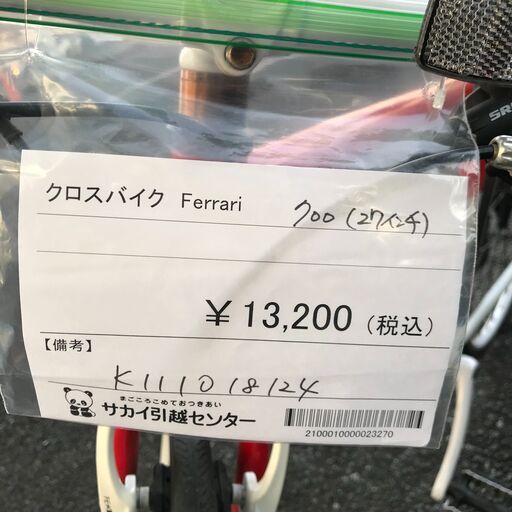 SR
クロスバイク Ferrari 700 (27インチ)
￥13,200（税込）
【備考】
K111018124
まごころこめておつきあい
サカイ引越センター
2100010000023270